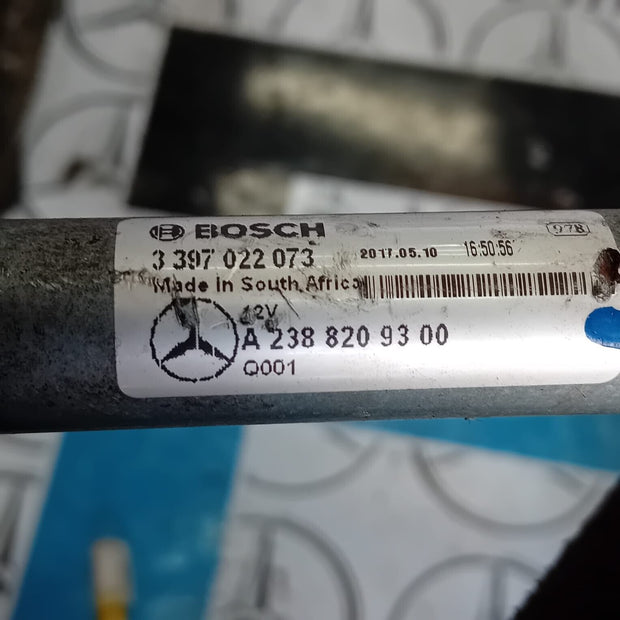 BOSCH
3 397 022 073 2017.05.10 16:50:56 978
Made in South Africa
12V
A 238 820 93 00
Q001